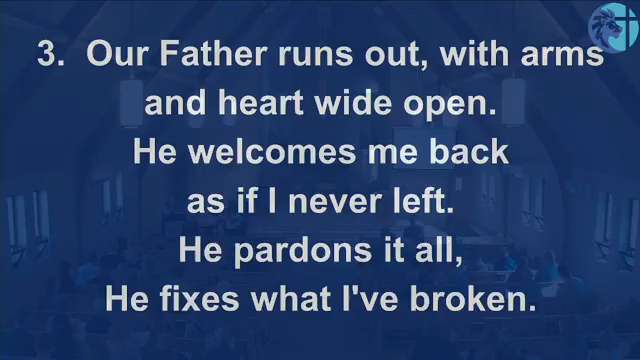 3. Our Father runs out, with arms
and heart wide open.
He welcomes me back
as if I never left.
He pardons it all,
He fixes what I've broken.